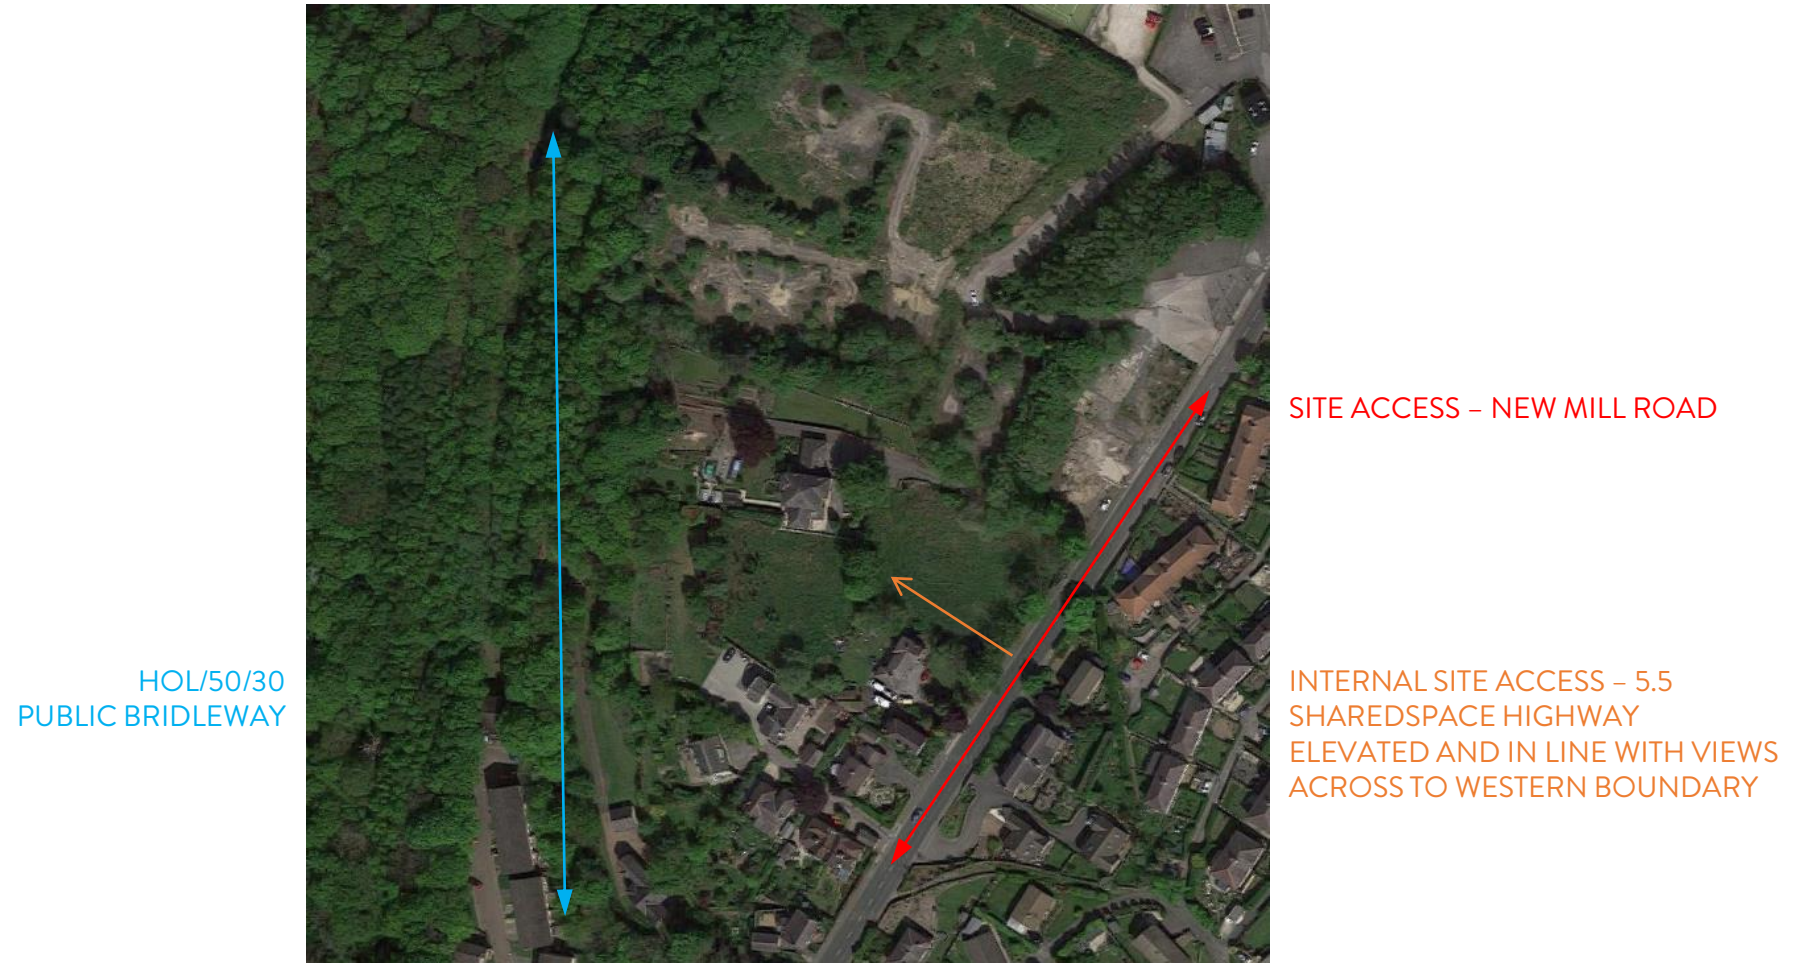 SITE ACCESS – NEW MILL ROAD
HOL/50/30
PUBLIC BRIDLEWAY
INTERNAL SITE ACCESS – 5.5
SHAREDSPACE HIGHWAY
ELEVATED AND IN LINE WITH VIEWS
ACROSS TO WESTERN BOUNDARY